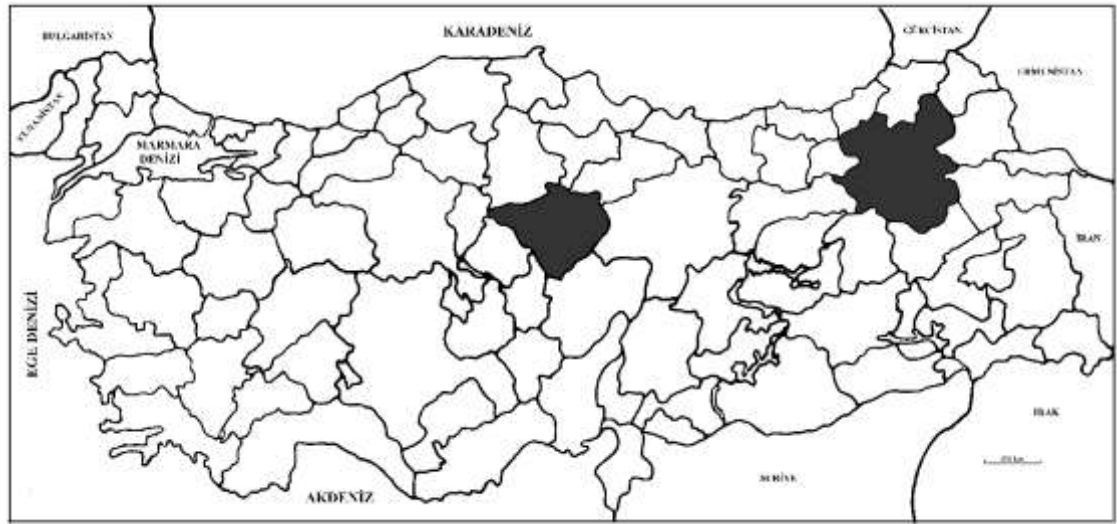 BULGARİSTAN
KARADENİZ
GÜRCİSTAN
ERMENİSTAN
YUNANİSTAN
MARMARA
DENİZİ
İRAN
EGE DENİZİ
IRAK
SURİYE
AKDENİZ